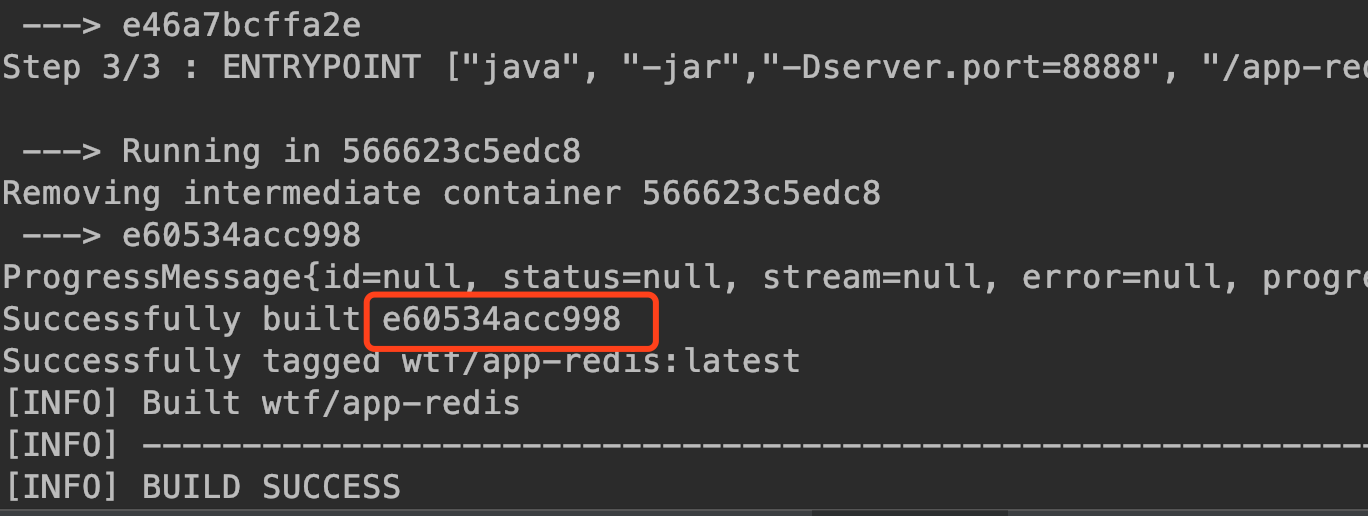 ---> e46a7bcffa2e
Step 3/3 : ENTRYPOINT ["java", "-jar","-Dserver.port=8888", "/app-red
---> Running in 566623c5edc8
Removing intermediate container 566623c5edc8
---> e60534acc998
ProgressMessage{id=null, status=null, stream=null, error=null, progre
Successfully built e60534acc998
Successfully tagged wtf/app-redis:latest
[INFO] Built wtf/app-redis
[INFO] -------------------------------------------------------------
[INFO] BUILD SUCCESS